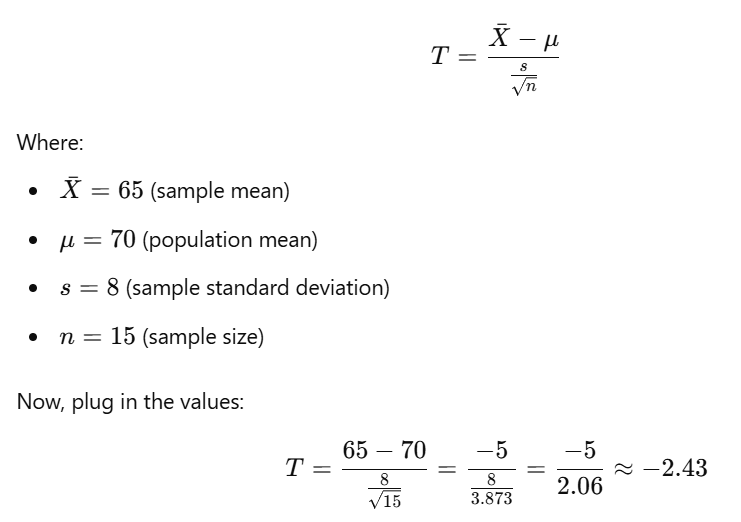 T = \frac{\bar{X} - \mu}{\frac{s}{\sqrt{n}}}
Where:
• \bar{X} = 65 (sample mean)
• μ = 70 (population mean)
• s = 8 (sample standard deviation)
• n = 15 (sample size)
Now, plug in the values:
T = \frac{65 - 70}{\frac{8}{\sqrt{15}}} = \frac{-5}{\frac{8}{3.873}} = \frac{-5}{2.06} ≈ -2.43